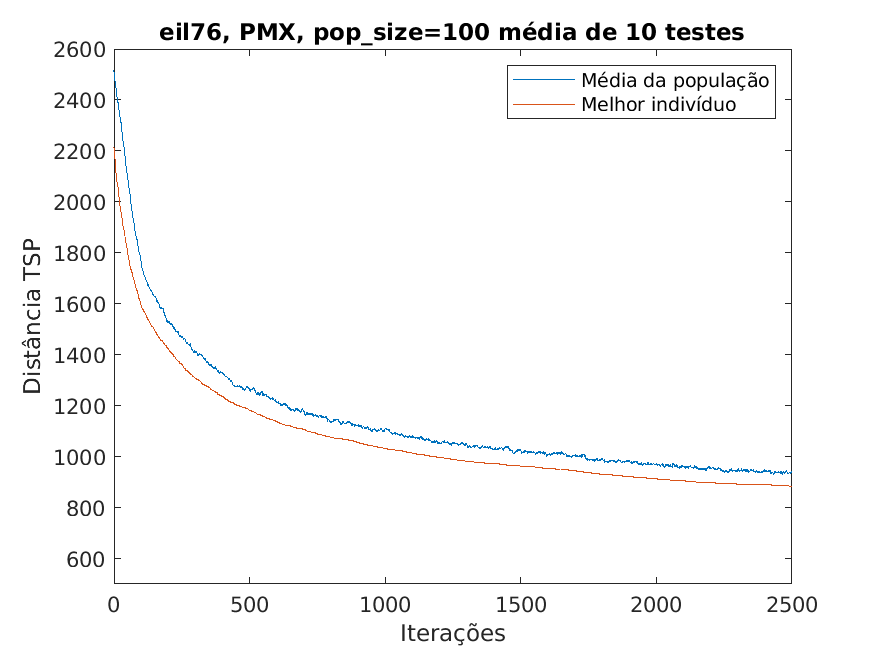 eil76, PMX, pop_size=100 média de 10 testes
Média da população
Melhor indivíduo
Distância TSP
2600
2400
2200
2000
1800
1600
1400
1200
1000
800
600
0 500 1000 1500 2000 2500
Iterações